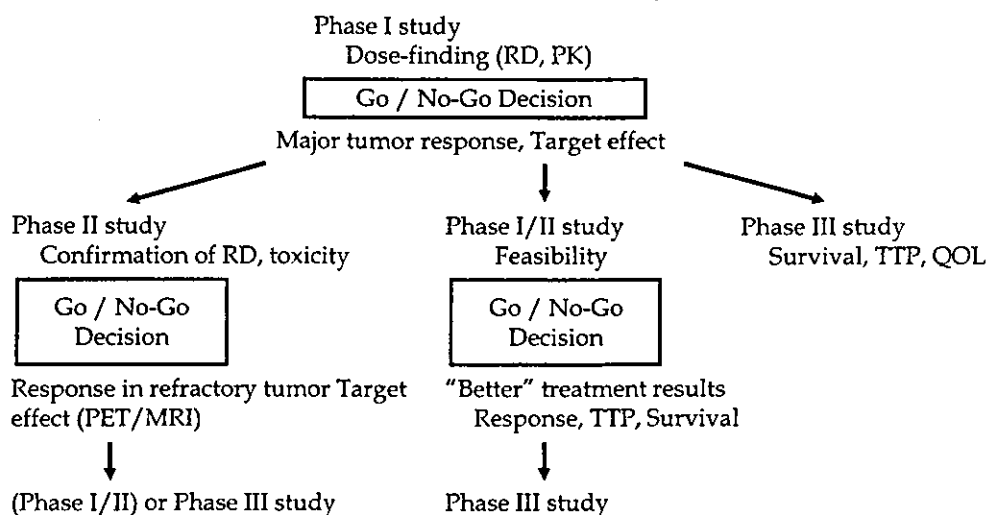 Phase I study
Dose-finding (RD, PK)
Go / No-Go Decision
Major tumor response, Target effect
Phase II study
Confirmation of RD, toxicity
Go / No-Go
Decision
Response in refractory tumor Target
effect (PET/MRI)
(Phase I/II) or Phase III study
Phase I/II study
Feasibility
Go / No-Go
Decision
"Better" treatment results
Response, TTP, Survival
Phase III study
Phase III study
Survival, TTP, QOL